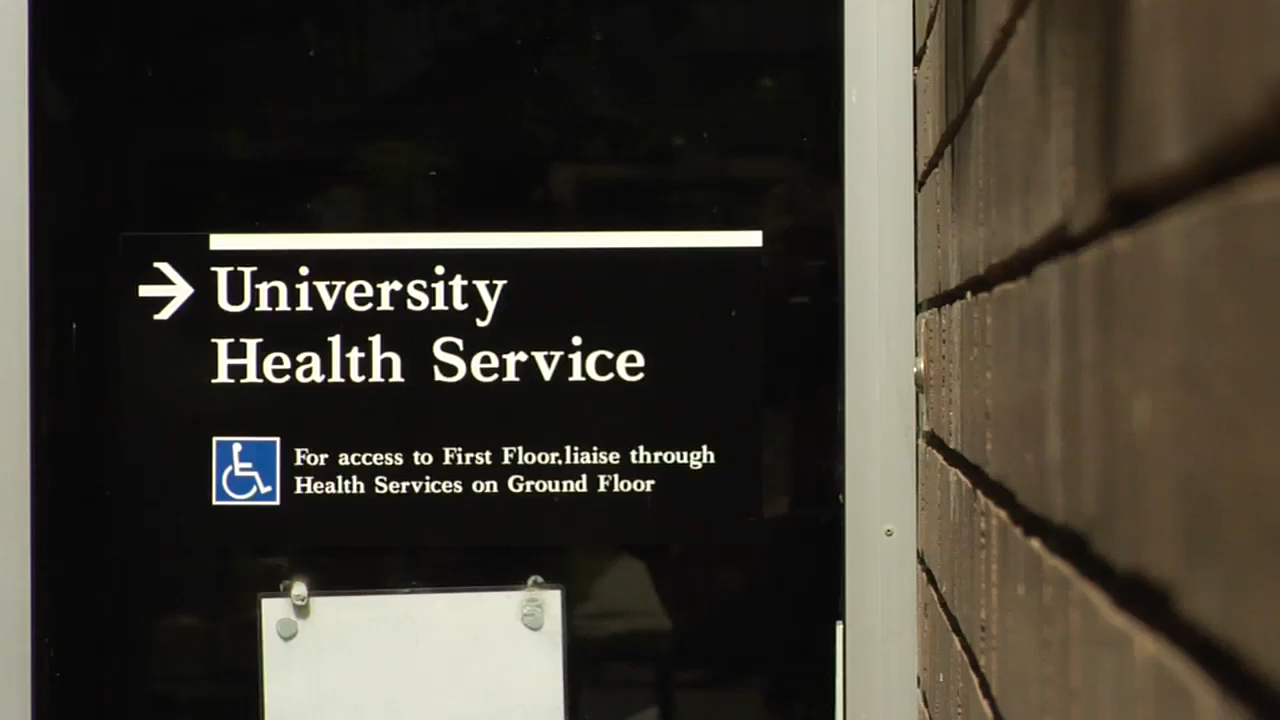 University
Health Service
For access to First Floor,liaise through
Health Services on Ground Floor